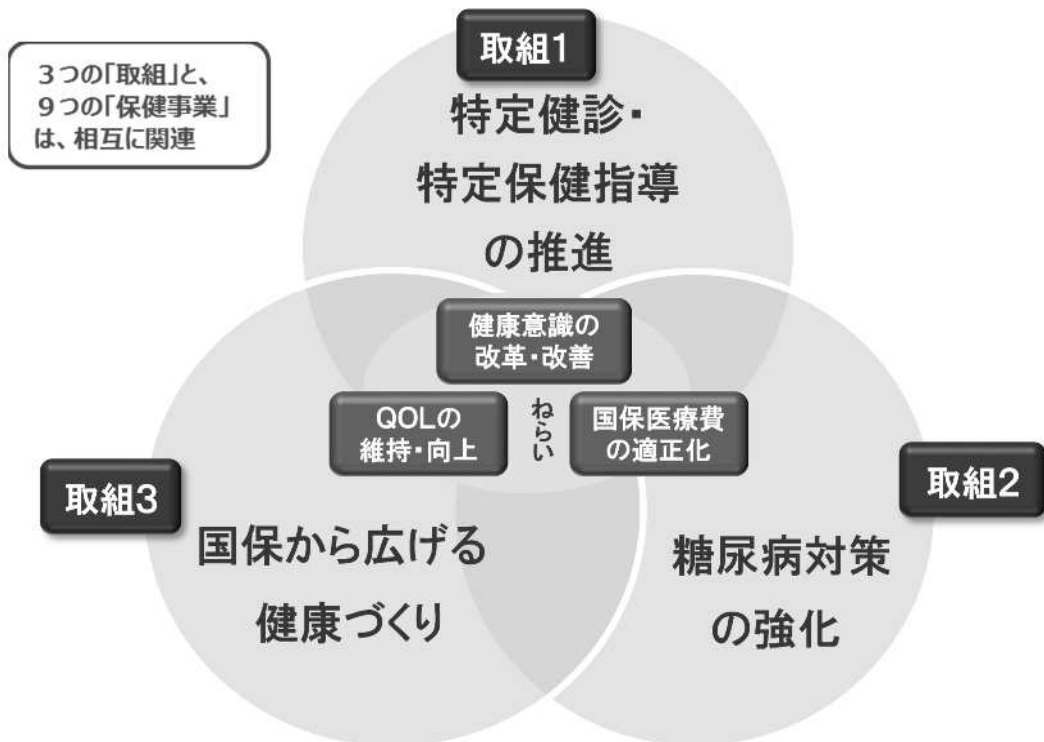 3つの「取組」と、
9つの「保健事業」
は、相互に関連
取組1
特定健診・
特定保健指導
の推進
健康意識の
改革・改善
QOLの
維持・向上
ねらい
国保医療費
の適正化
取組3
国保から広げる
健康づくり
取組2
糖尿病対策
の強化